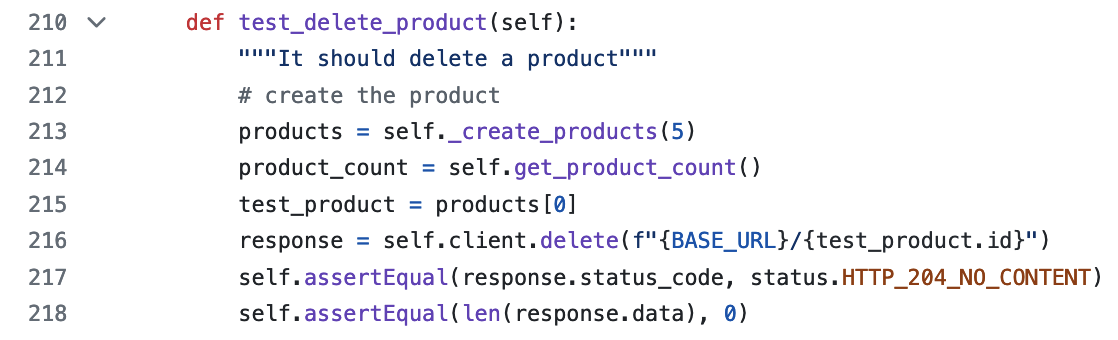 210 def test_delete_product(self):
211 """It should delete a product"""
212 # create the product
213 products = self._create_products(5)
214 product_count = self.get_product_count()
215 test_product = products[0]
216 response = self.client.delete(f"{BASE_URL}/{test_product.id}")
217 self.assertEqual(response.status_code, status.HTTP_204_NO_CONTENT)
218 self.assertEqual(len(response.data), 0)